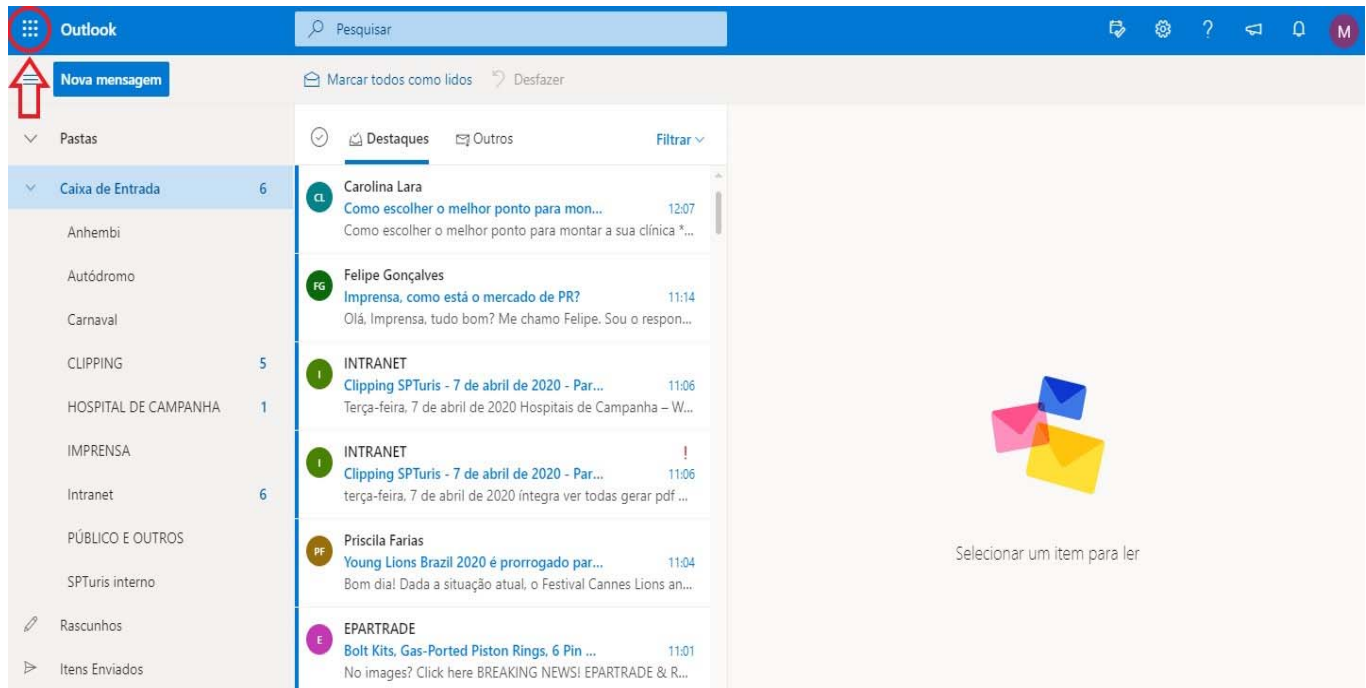 Outlook
Pesquisar
M
Nova mensagem
Marcar todos como lidos
Desfazer
Pastas
Caixa de Entrada 6
Anhembi
Autódromo
Carnaval
CLIPPING 5
HOSPITAL DE CAMPANHA 1
IMPRENSA
Intranet 6
PÚBLICO E OUTROS
SPTuris interno
Rascunhos
Itens Enviados
Destaques
Outros
Filtrar
CL
Carolina Lara
Como escolher o melhor ponto para mon... 12:07
Como escolher o melhor ponto para montar a sua clínica *...
FG
Felipe Gonçalves
Imprensa, como está o mercado de PR? 11:14
Olá, Imprensa, tudo bom? Me chamo Felipe. Sou o respon...
I
INTRANET
Clipping SPTuris - 7 de abril de 2020 - Par... 11:06
Terça-feira, 7 de abril de 2020 Hospitais de Campanha – W...
I
INTRANET !
Clipping SPTuris - 7 de abril de 2020 - Par... 11:06
terça-feira, 7 de abril de 2020 íntegra ver todas gerar pdf ...
PF
Priscila Farias
Young Lions Brazil 2020 é prorrogado par... 11:04
Bom dia! Dada a situação atual, o Festival Cannes Lions an...
E
EPARTRADE
Bolt Kits, Gas-Ported Piston Rings, 6 Pin ... 11:01
No images? Click here BREAKING NEWS! EPARTRADE & R...
Selecionar um item para ler